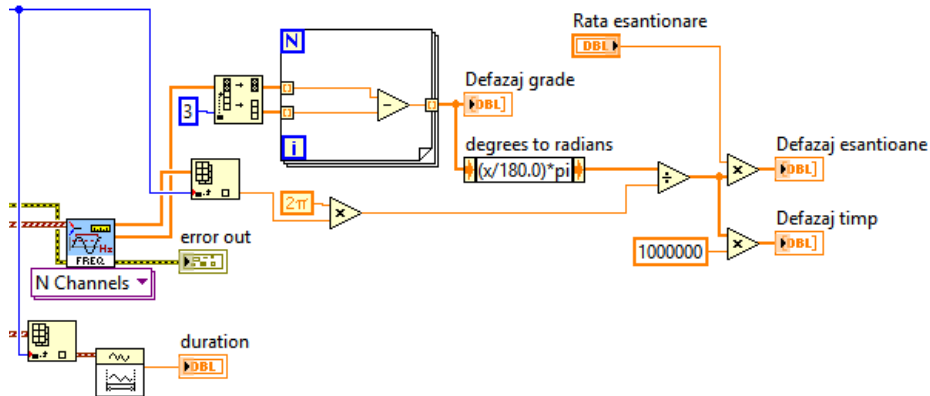 Rata esantionare
DBL
N
Defazaj grade
DBL
3
i
degrees to radians
(x/180.0)*pi
Defazaj esantioane
DBL
2π
Defazaj timp
DBL
1000000
error out
Hz
FREQ
N Channels
duration
DBL